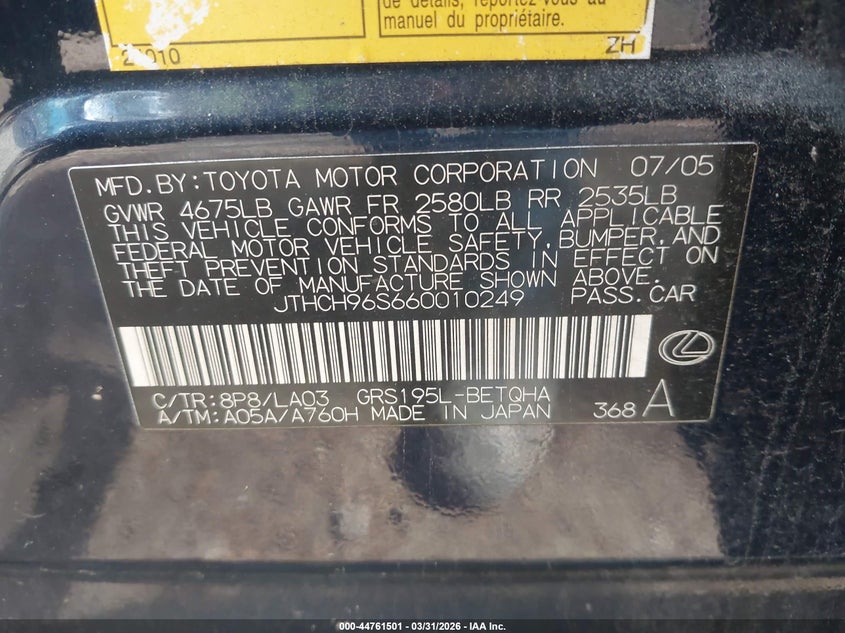 de détails, reportez-vous au
manuel du propriétaire.
21010
ZH
MFD.BY:TOYOTA MOTOR CORPORATION 07/05
GVWR 4675LB GAWR FR 2580LB RR 2535LB
THIS VEHICLE CONFORMS TO ALL APPLICABLE
FEDERAL MOTOR VEHICLE SAFETY,BUMPER,AND
THEFT PREVENTION STANDARDS IN EFFECT ON
THE DATE OF MANUFACTURE SHOWN ABOVE.
JTHCH96S660010249 PASS.CAR
C/TR:8P8/LA03 GRS195L-BETQHA
A/TM:A05A/A760H MADE IN JAPAN
368 A
000-44761501 - 03/31/2026 - IAA Inc.